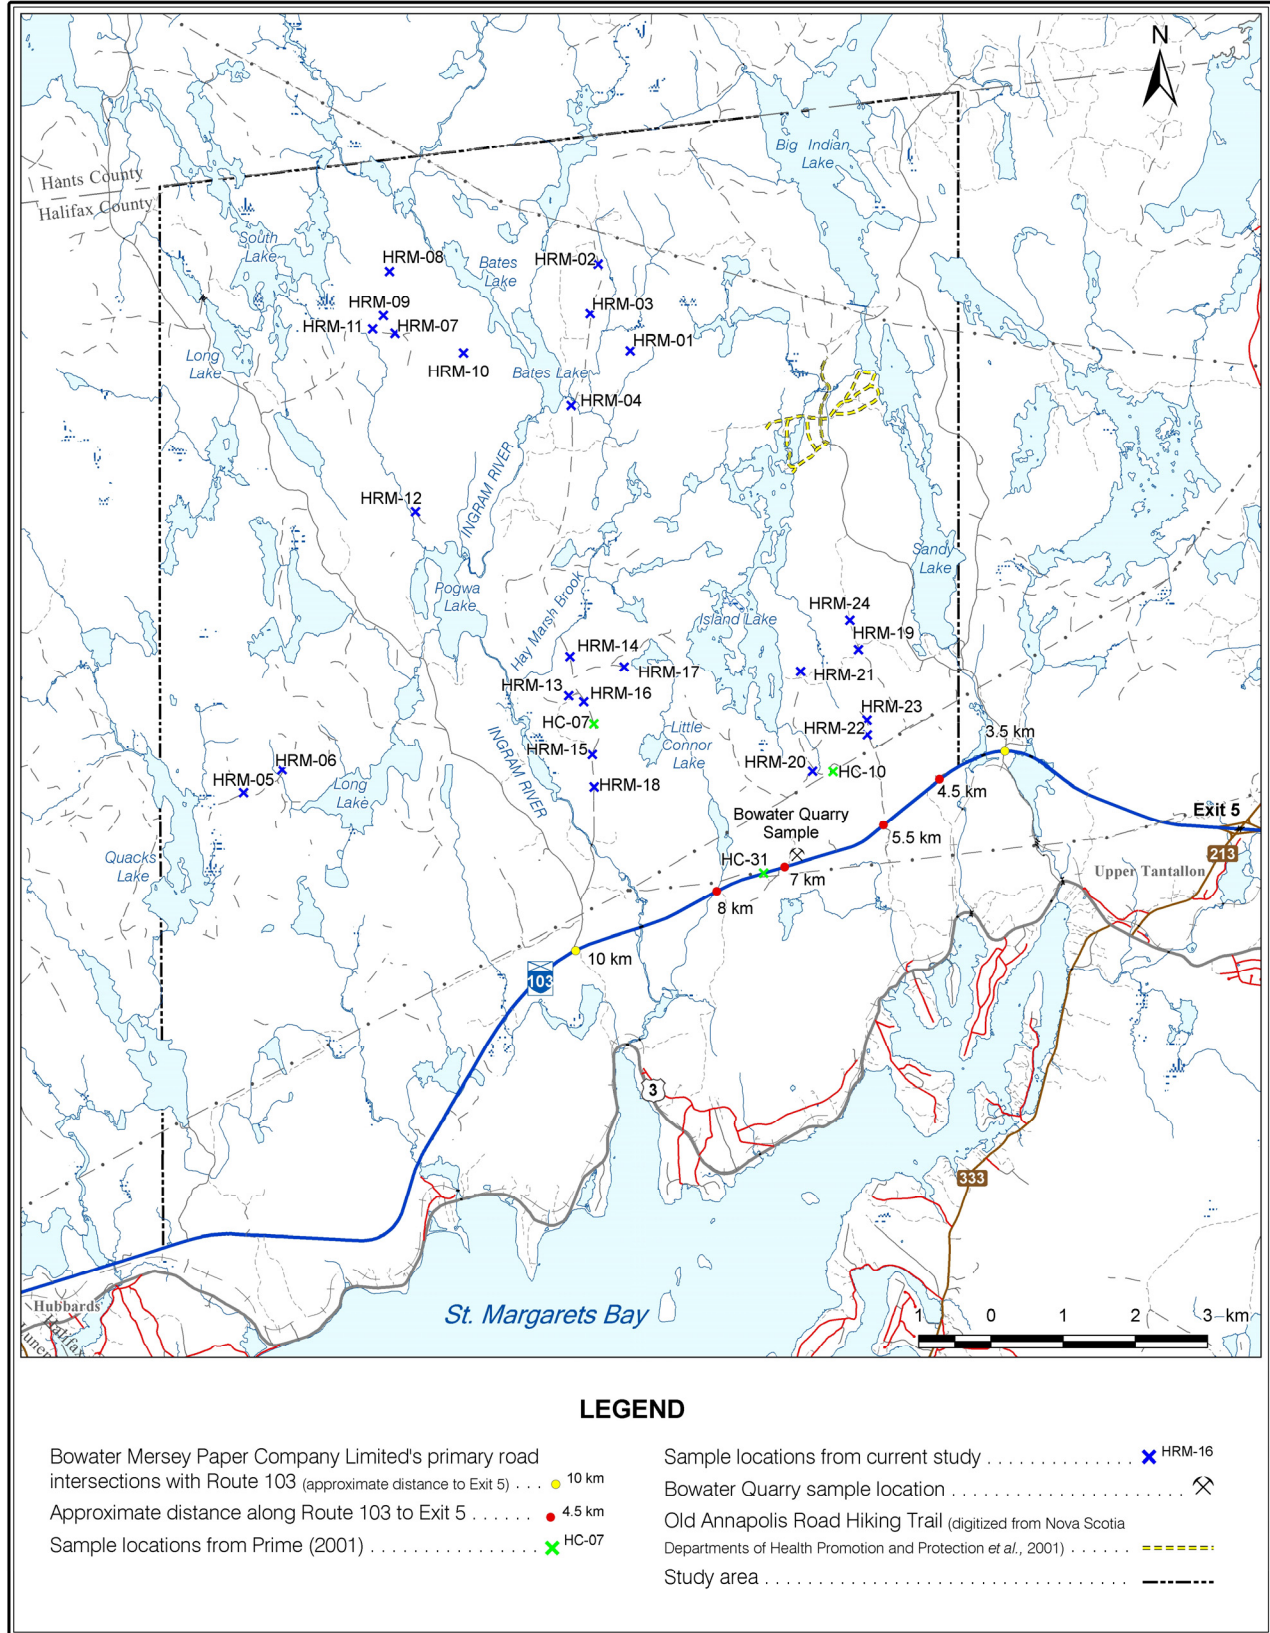 N
Big Indian
Lake
Hants County
Halifax County
South
Lake
HRM-08
Bates
Lake
HRM-02
HRM-09
HRM-03
HRM-11
HRM-07
HRM-01
Long
Lake
HRM-10
Bates Lake
HRM-04
INGRAM RIVER
HRM-12
Sandy
Lake
Pogwa
Lake
Hay Marsh Brook
HRM-24
Island Lake
HRM-19
HRM-14
HRM-17
HRM-21
HRM-13
HRM-16
HRM-23
HC-07
HRM-22
Little
Connor
Lake
3.5 km
INGRAM RIVER
HRM-15
HRM-06
HRM-20
HC-10
HRM-05
HRM-18
Long
Lake
4.5 km
Bowater Quarry
Sample
Exit 5
5.5 km
213
Quacks
Lake
HC-31
7 km
Upper Tantallon
8 km
10 km
103
3
333
St. Margarets Bay
Hubbards
Halifax
Lunen
1 0 1 2 3 km
LEGEND
Bowater Mersey Paper Company Limited's primary road
intersections with Route 103 (approximate distance to Exit 5) . . . 10 km
Approximate distance along Route 103 to Exit 5 . . . . . . 4.5 km
Sample locations from Prime (2001) . . . . . . . . . . . . . . . . HC-07
Sample locations from current study . . . . . . . . . . . . . . HRM-16
Bowater Quarry sample location . . . . . . . . . . . . . . . . . . . . . . .
Old Annapolis Road Hiking Trail (digitized from Nova Scotia
Departments of Health Promotion and Protection et al., 2001) . . . . . .
Study area . . . . . . . . . . . . . . . . . . . . . . . . . . . . . . . . . . .